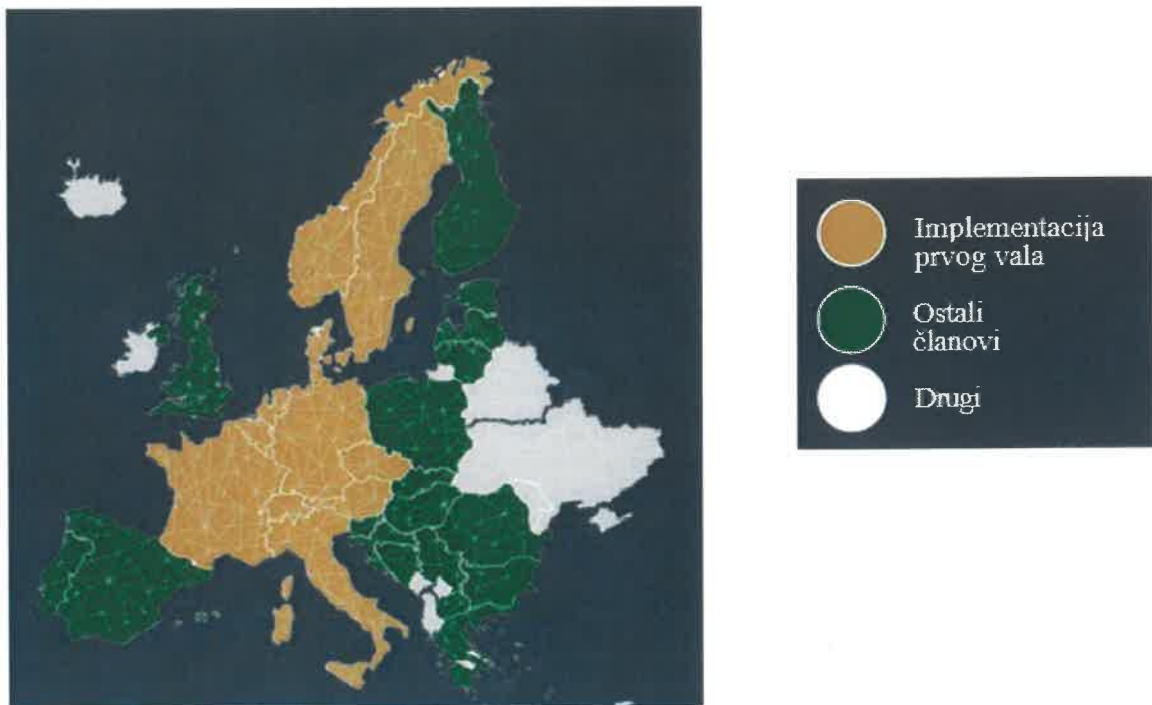 Implementacija
prvog vala
Ostali
članovi
Drugi